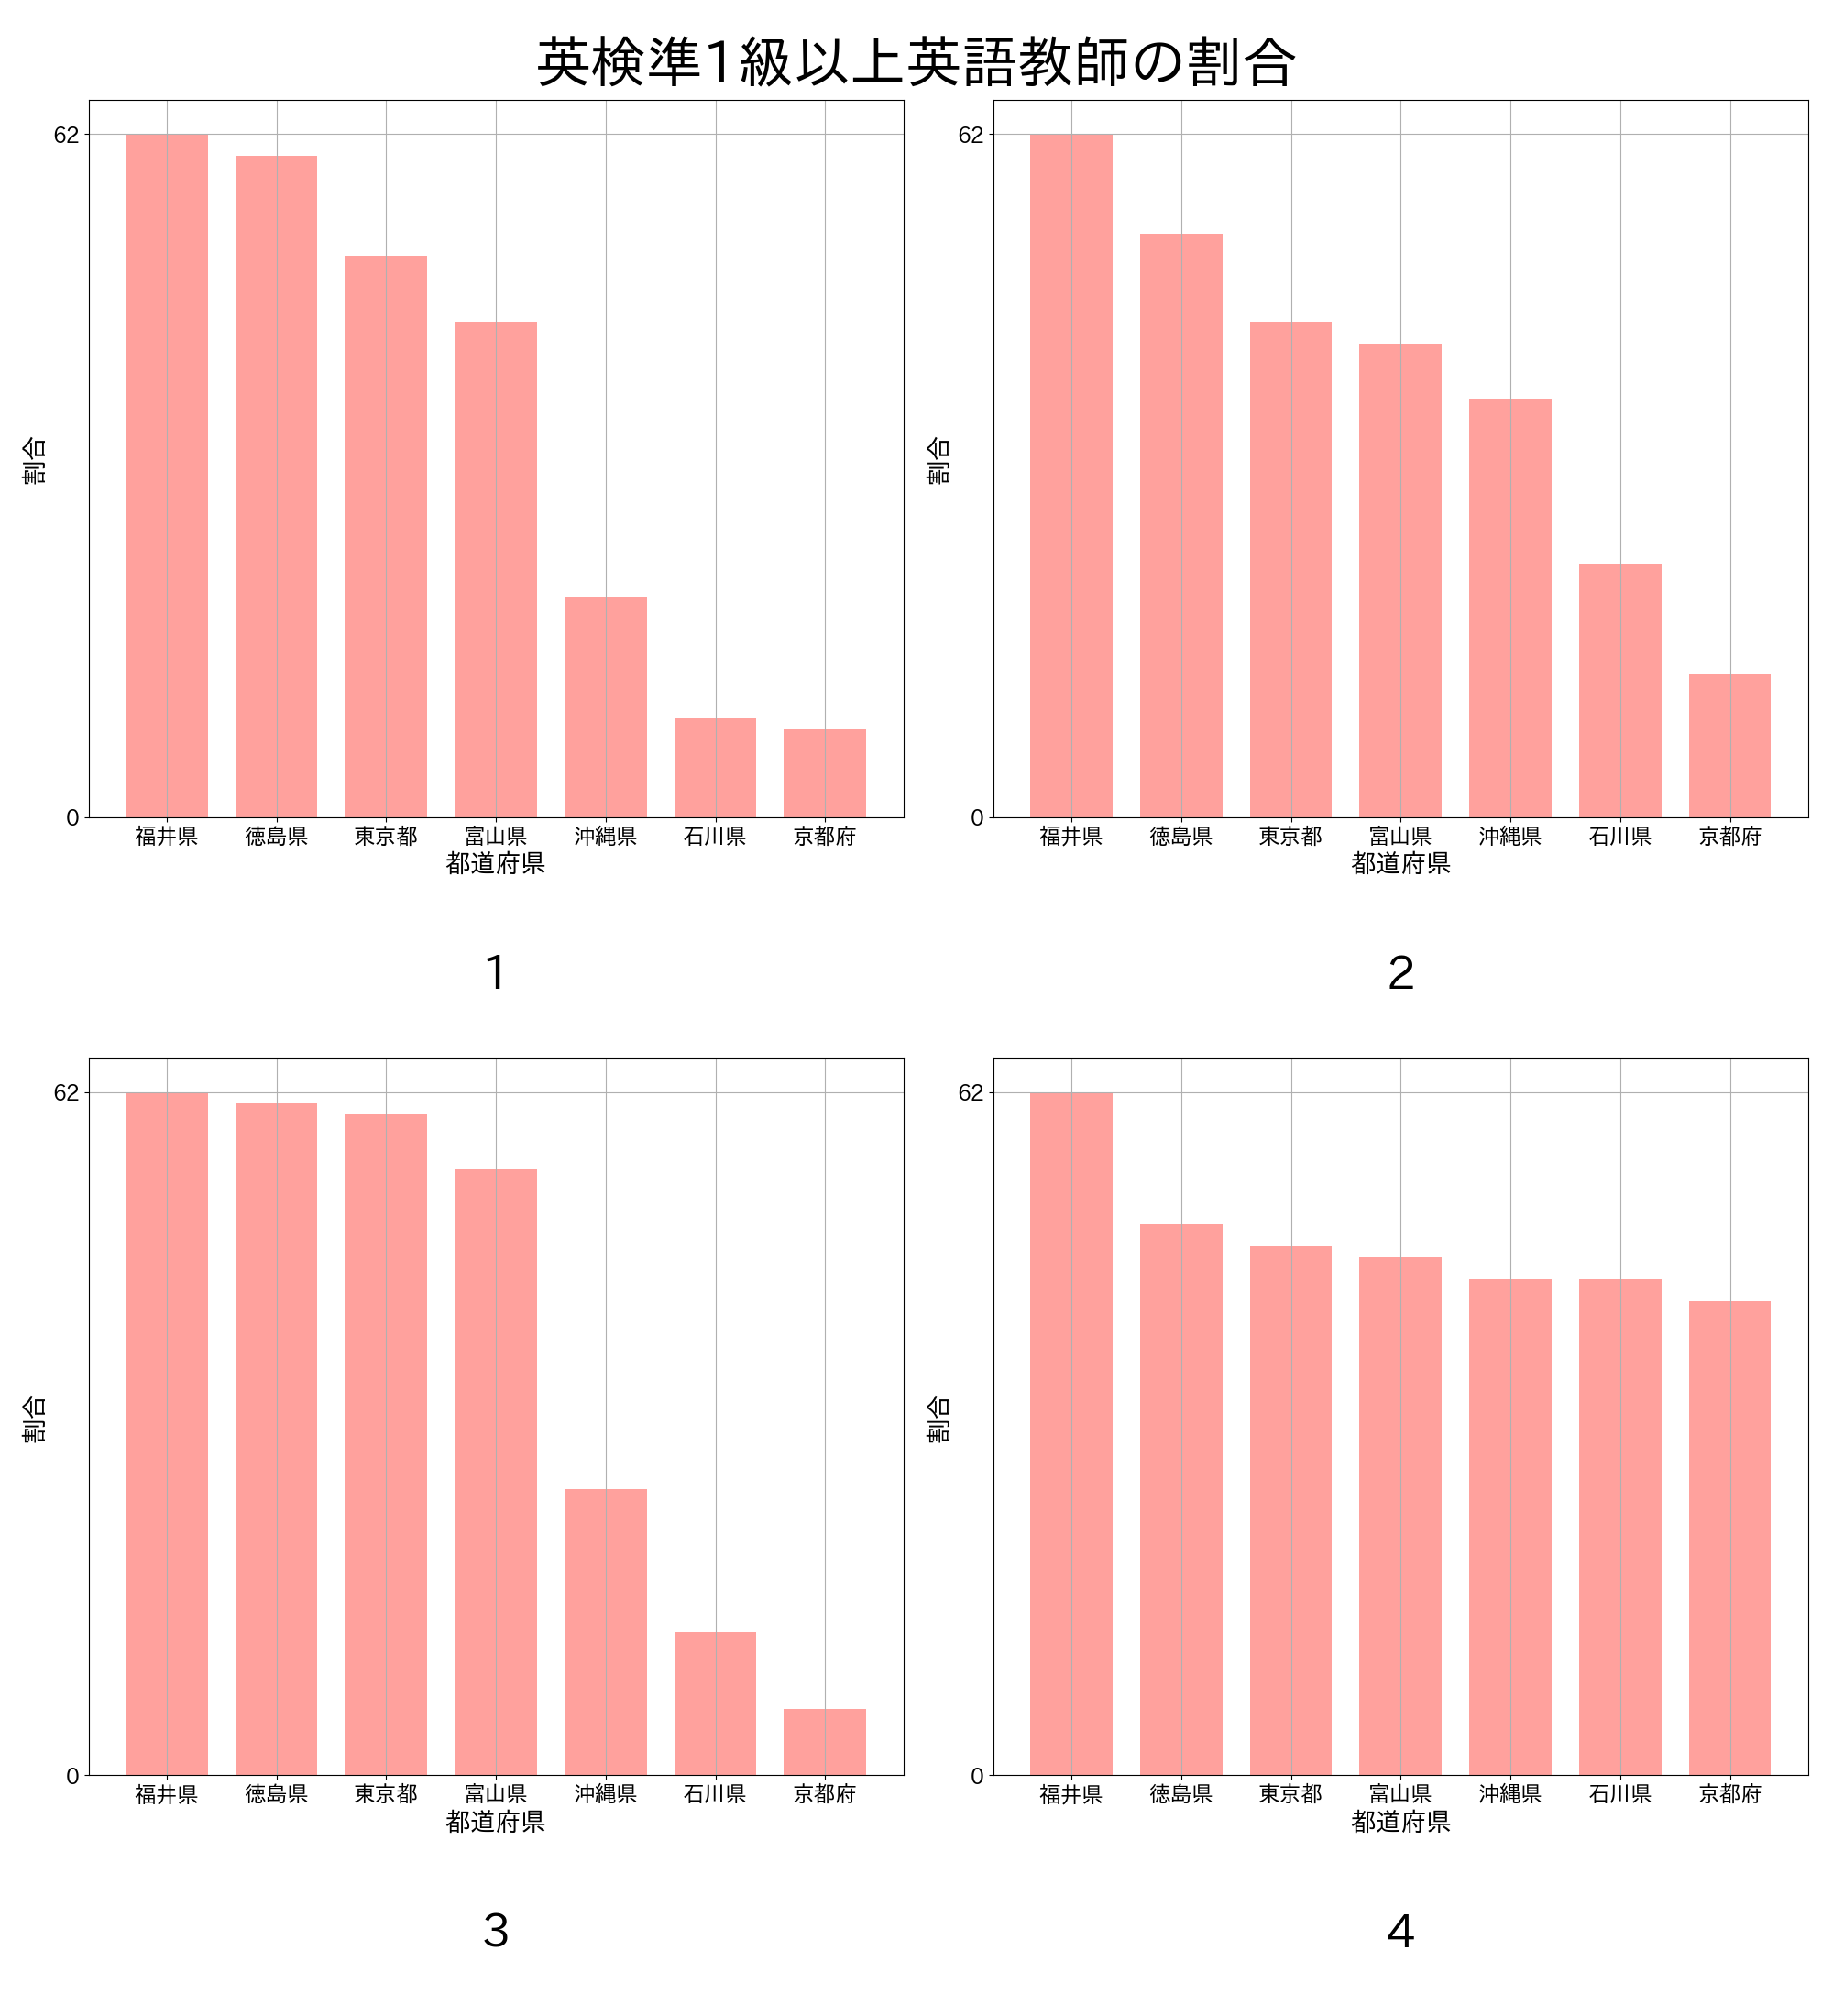 英検準1級以上英語教師の割合
62
0
割合
福井県 徳島県 東京都 富山県 沖縄県 石川県 京都府
都道府県
1
62
0
割合
福井県 徳島県 東京都 富山県 沖縄県 石川県 京都府
都道府県
2
62
0
割合
福井県 徳島県 東京都 富山県 沖縄県 石川県 京都府
都道府県
3
62
0
割合
福井県 徳島県 東京都 富山県 沖縄県 石川県 京都府
都道府県
4